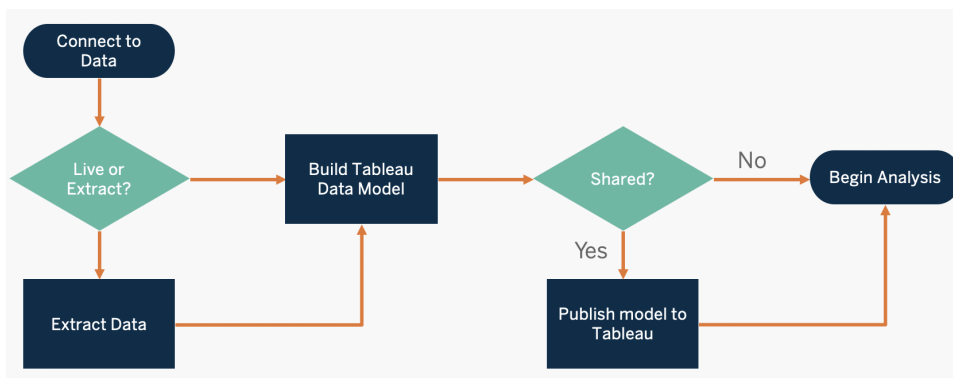 Connect to
Data
Live or
Extract?
Extract Data
Build Tableau
Data Model
Shared?
No
Yes
Publish model to
Tableau
Begin Analysis